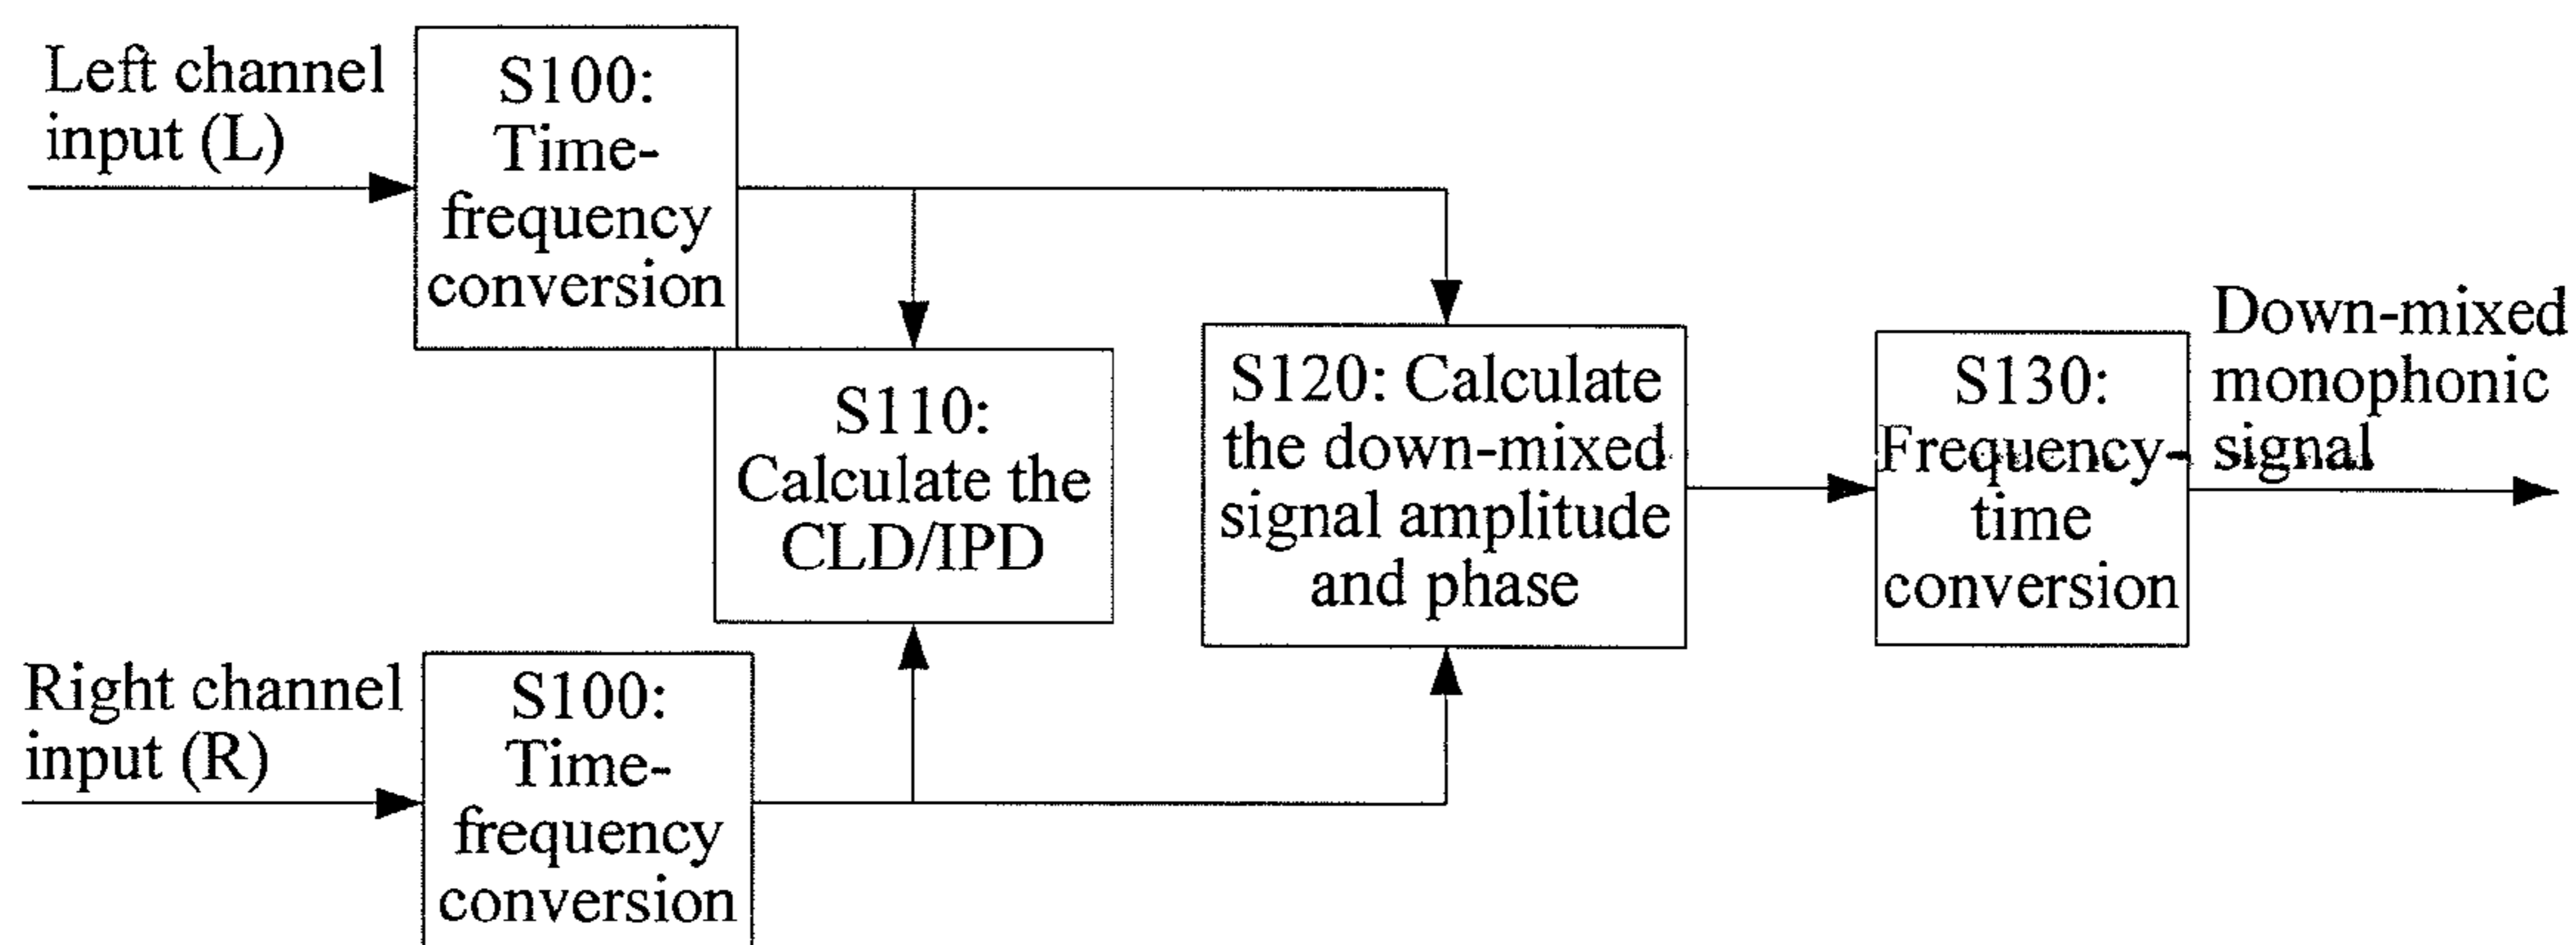 Left channel
input (L)
S100:
Time-
frequency
conversion
S110:
Calculate the
CLD/IPD
S120: Calculate
the down-mixed
signal amplitude
and phase
S130:
Frequency-
time
conversion
Down-mixed
monophonic
signal
Right channel
input (R)
S100:
Time-
frequency
conversion